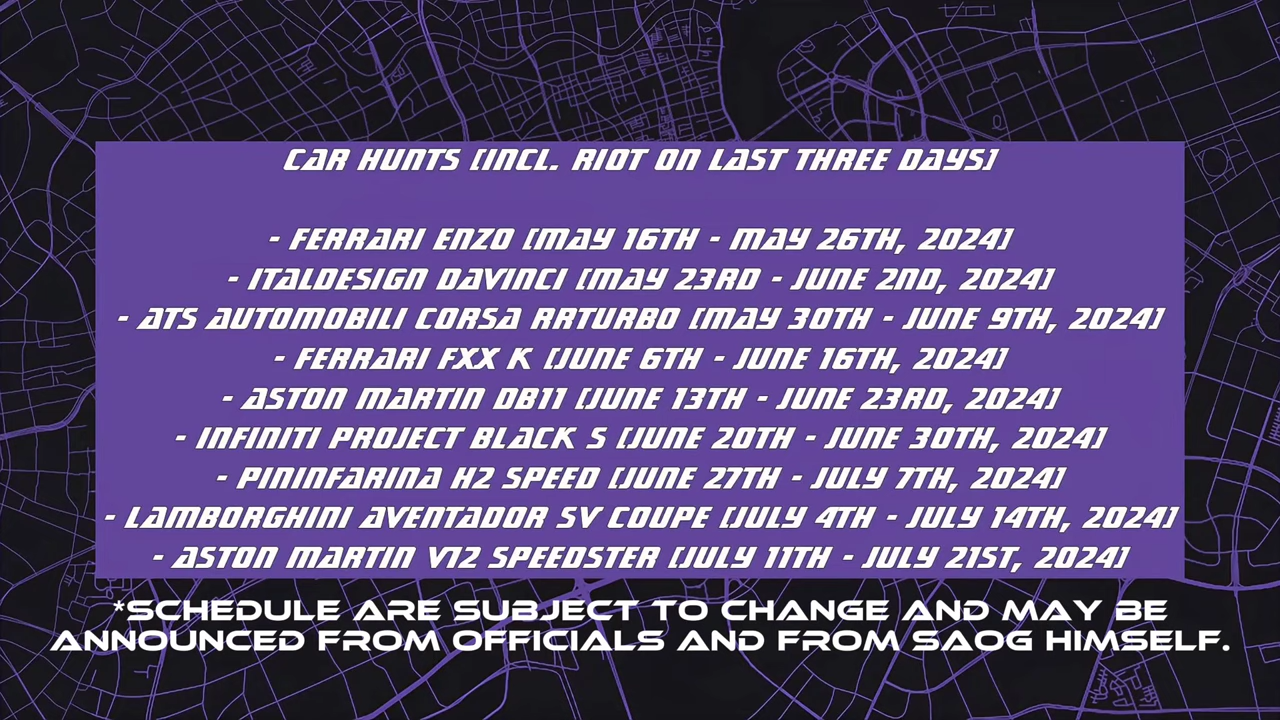 CAR HUNTS [INCL. RIOT ON LAST THREE DAYS]
- FERRARI ENZO [MAY 16TH - MAY 26TH, 2024]
- ITALDESIGN DAVINCI [MAY 23RD - JUNE 2ND, 2024]
- ATS AUTOMOBILI CORSA RRTURBO [MAY 30TH - JUNE 9TH, 2024]
- FERRARI FXX K [JUNE 6TH - JUNE 16TH, 2024]
- ASTON MARTIN DB11 [JUNE 13TH - JUNE 23RD, 2024]
- INFINITI PROJECT BLACK S [JUNE 20TH - JUNE 30TH, 2024]
- PININFARINA H2 SPEED [JUNE 27TH - JULY 7TH, 2024]
- LAMBORGHINI AVENTADOR SV COUPE [JULY 4TH - JULY 14TH, 2024]
- ASTON MARTIN V12 SPEEDSTER [JULY 11TH - JULY 21ST, 2024]
*SCHEDULE ARE SUBJECT TO CHANGE AND MAY BE
ANNOUNCED FROM OFFICIALS AND FROM SAOG HIMSELF.